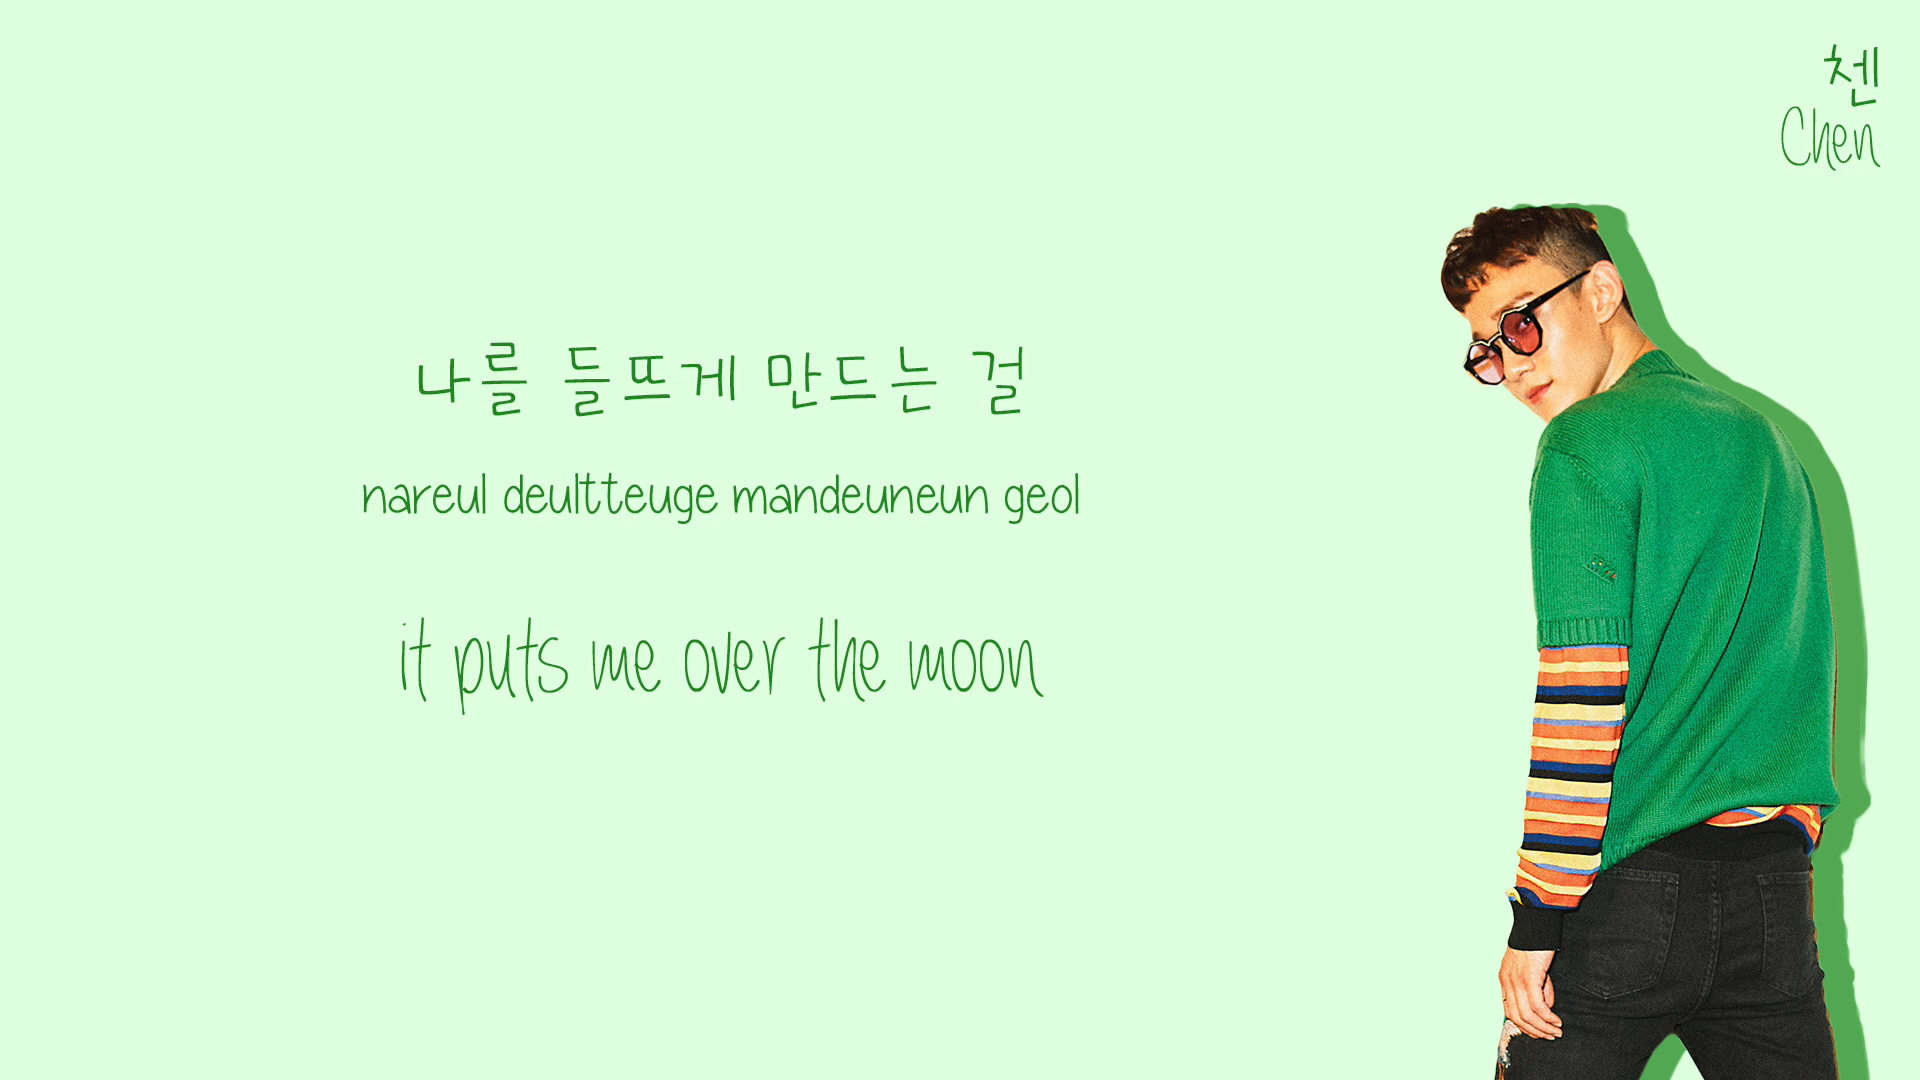 첸
Chen
나를 들뜨게 만드는 걸
nareul deultteuge mandeuneun geol
it puts me over the moon